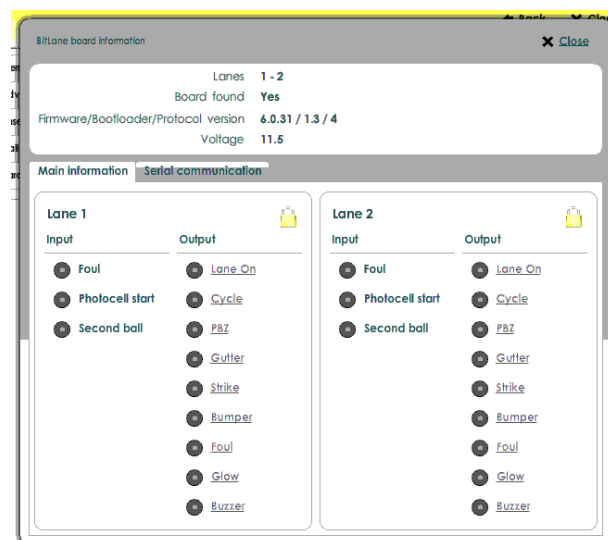 Back
BitLane board information
Close
Lanes 1 - 2
Board found Yes
Firmware/Bootloader/Protocol version 6.0.31 / 1.3 / 4
Voltage 11.5
Main information Serial communication
Lane 1
Input Output
Foul Lane On
Photocell start Cycle
Second ball PBZ
Gutter
Strike
Bumper
Foul
Glow
Buzzer
Lane 2
Input Output
Foul Lane On
Photocell start Cycle
Second ball PBZ
Gutter
Strike
Bumper
Foul
Glow
Buzzer